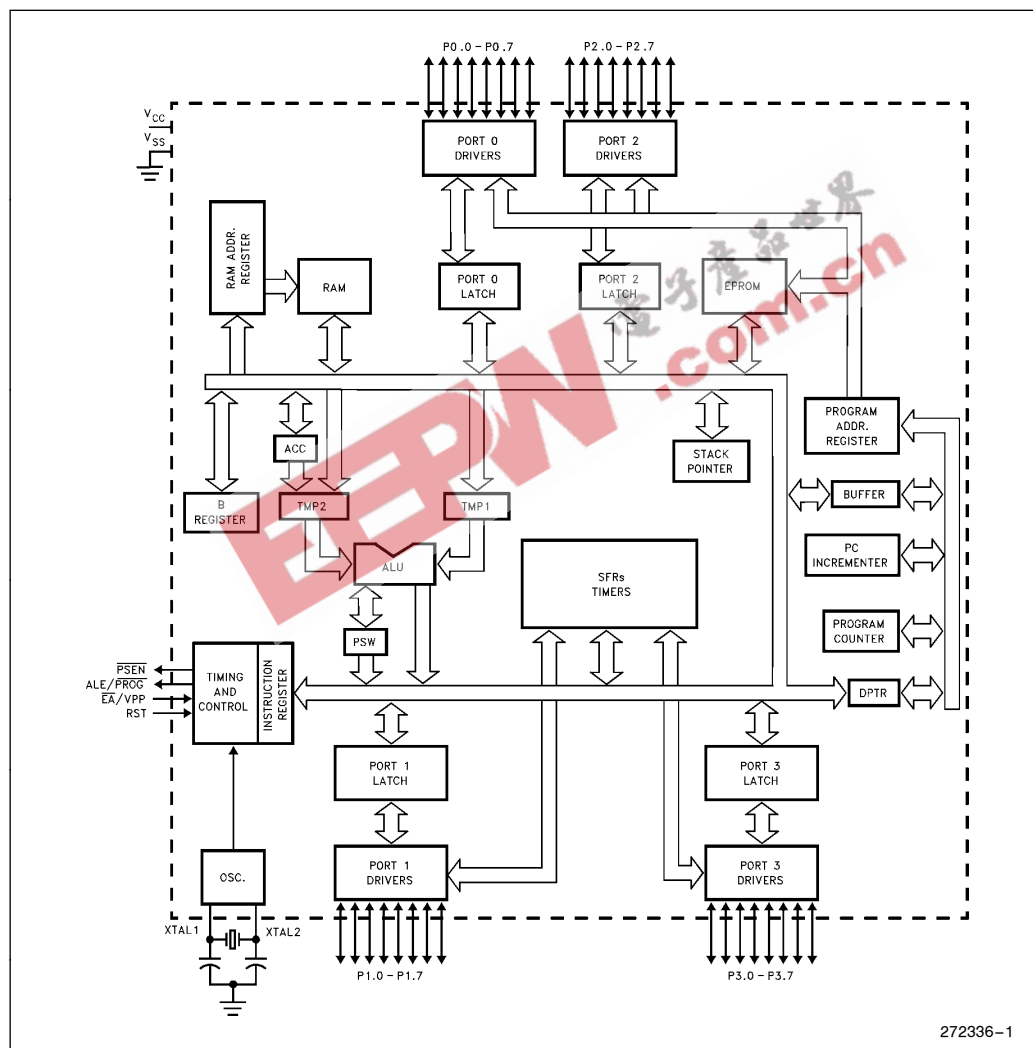 P0.0 – P0.7
P2.0 – P2.7
VCC
VSS
PORT 0
DRIVERS
PORT 2
DRIVERS
RAM ADDR.
REGISTER
RAM
PORT 0
LATCH
PORT 2
LATCH
EPROM
電子產品世界
EEPW.com.cn
PROGRAM
ADDR.
REGISTER
ACC
STACK
POINTER
B
REGISTER
TMP2
TMP1
BUFFER
ALU
SFRs
TIMERS
PC
INCREMENTER
PSW
PROGRAM
COUNTER
PSEN
ALE/PROG
EA/VPP
RST
TIMING
AND
CONTROL
INSTRUCTION
REGISTER
DPTR
PORT 1
LATCH
PORT 3
LATCH
OSC.
PORT 1
DRIVERS
PORT 3
DRIVERS
XTAL1
XTAL2
P1.0 – P1.7
P3.0 – P3.7
272336–1